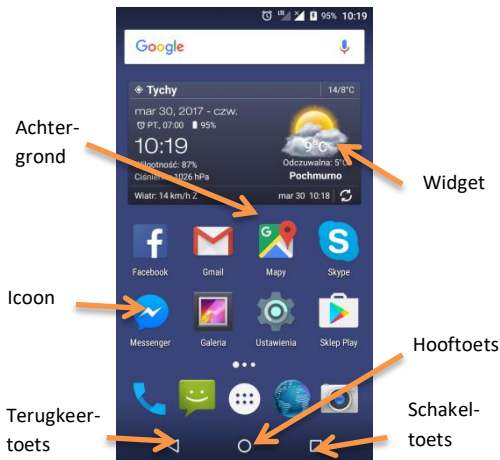 LTE 95% 10:19
Google
Tychy 14/8°C
mar 30, 2017 - czw.
PT., 07:00 95%
10:19
Wilgotność: 87%
Ciśnienie: 1026 hPa
9°C
Odczuwalna: 5°C
Pochmurno
Wiatr: 14 km/h Z mar 30 10:18
Achter-
grond
Widget
Facebook Gmail Mapy Skype
Icoon
Messenger Galeria Ustawienia Sklep Play
Hooftoets
Terugkeer-
toets
Schakel-
toets